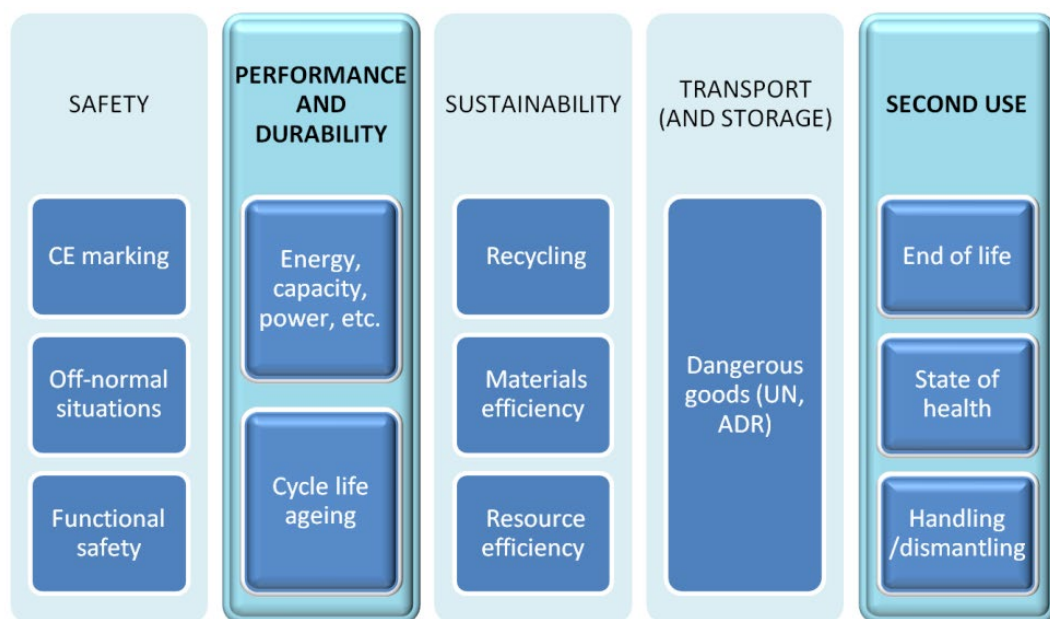 SAFETY
CE marking
Off-normal
situations
Functional
safety
PERFORMANCE
AND
DURABILITY
Energy,
capacity,
power, etc.
Cycle life
ageing
SUSTAINABILITY
Recycling
Materials
efficiency
Resource
efficiency
TRANSPORT
(AND STORAGE)
Dangerous
goods (UN,
ADR)
SECOND USE
End of life
State of
health
Handling
/dismantling